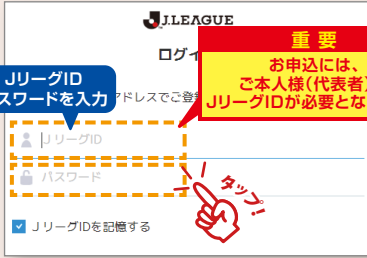 J.LEAGUE
ログイ
重 要
お申込には、
ご本人様(代表者)
JリーグIDが必要とな
JリーグID
スワードを入力
ドレスでご登
JリーグID
パスワード
タップ!
JリーグIDを記憶する